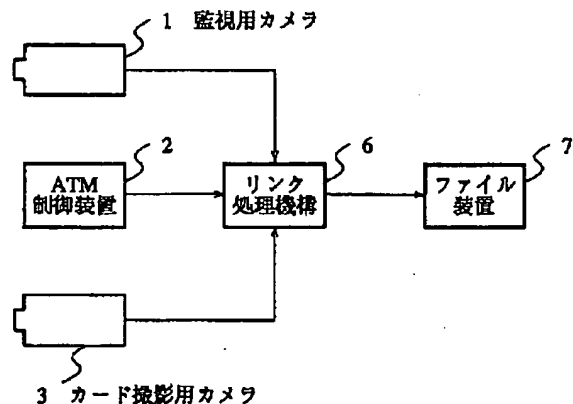 1 監視用カメラ
2
ATM
制御装置
6
リンク
処理機構
7
ファイル
装置
3 カード撮影用カメラ